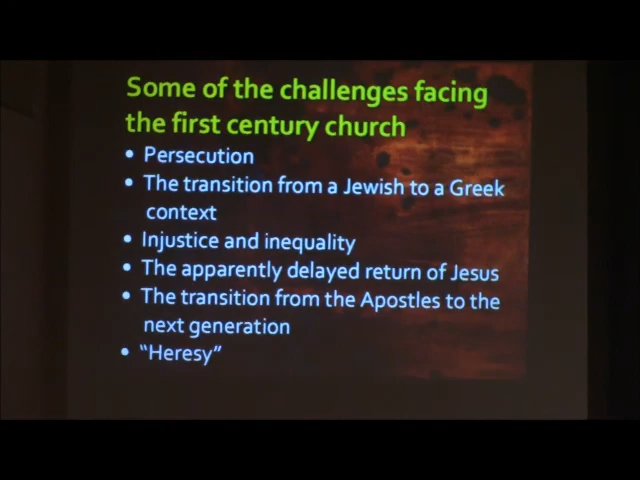 Some of the challenges facing
the first century church
• Persecution
• The transition from a Jewish to a Greek
context
• Injustice and inequality
• The apparently delayed return of Jesus
• The transition from the Apostles to the
next generation
• “Heresy”